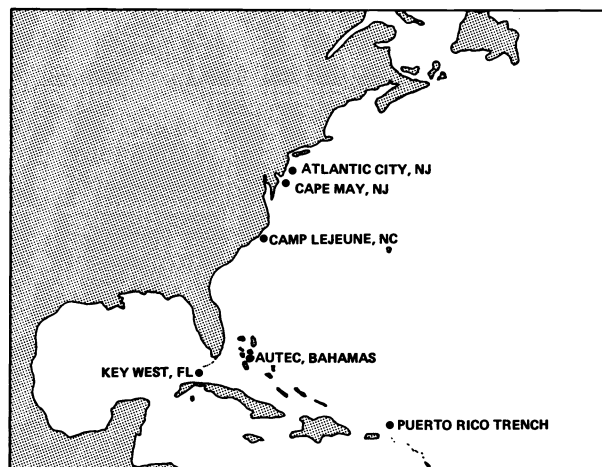 ATLANTIC CITY, NJ
CAPE MAY, NJ
CAMP LEJEUNE, NC
AUTEC, BAHAMAS
KEY WEST, FL
PUERTO RICO TRENCH